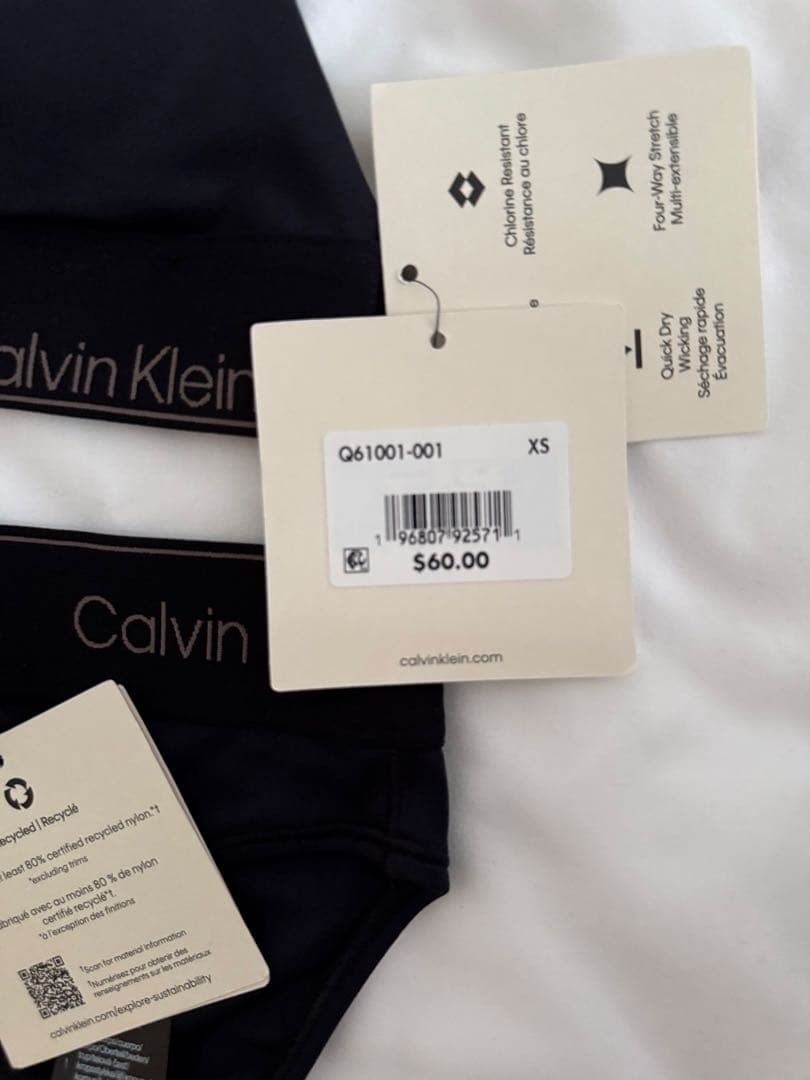 Chlorine Resistant
Résistance au chlore
Four-Way Stretch
Multi-extensible
Quick Dry
Wicking
Séchage rapide
Évacuation
Klein
Q61001-001 XS
1 96807 92571 1
$60.00
calvinklein.com
Calvin
| Recyclé
least 80% certified recycled nylon.*†
*excluding trims
avec au moins 80 % de nylon
certifié recyclé*†.
*à l'exception des finitions
†Scan for material information
†Numérisez pour obtenir des
renseignements sur les matériaux
calvinklein.com/explore-sustainability